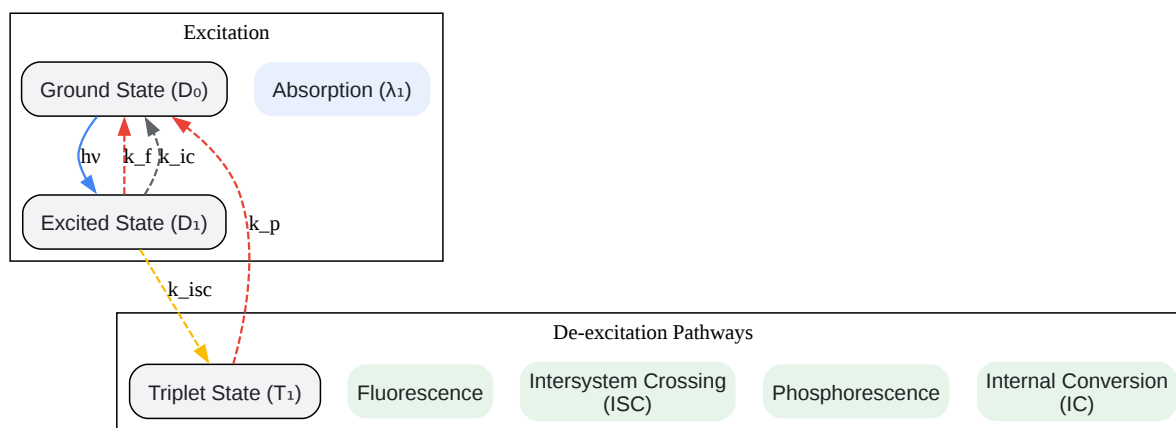 Excitation
Ground State (D₀)
Absorption (λ₁)
hν
k_f
k_ic
Excited State (D₁)
k_p
k_isc
De-excitation Pathways
Triplet State (T₁)
Fluorescence
Intersystem Crossing
(ISC)
Phosphorescence
Internal Conversion
(IC)